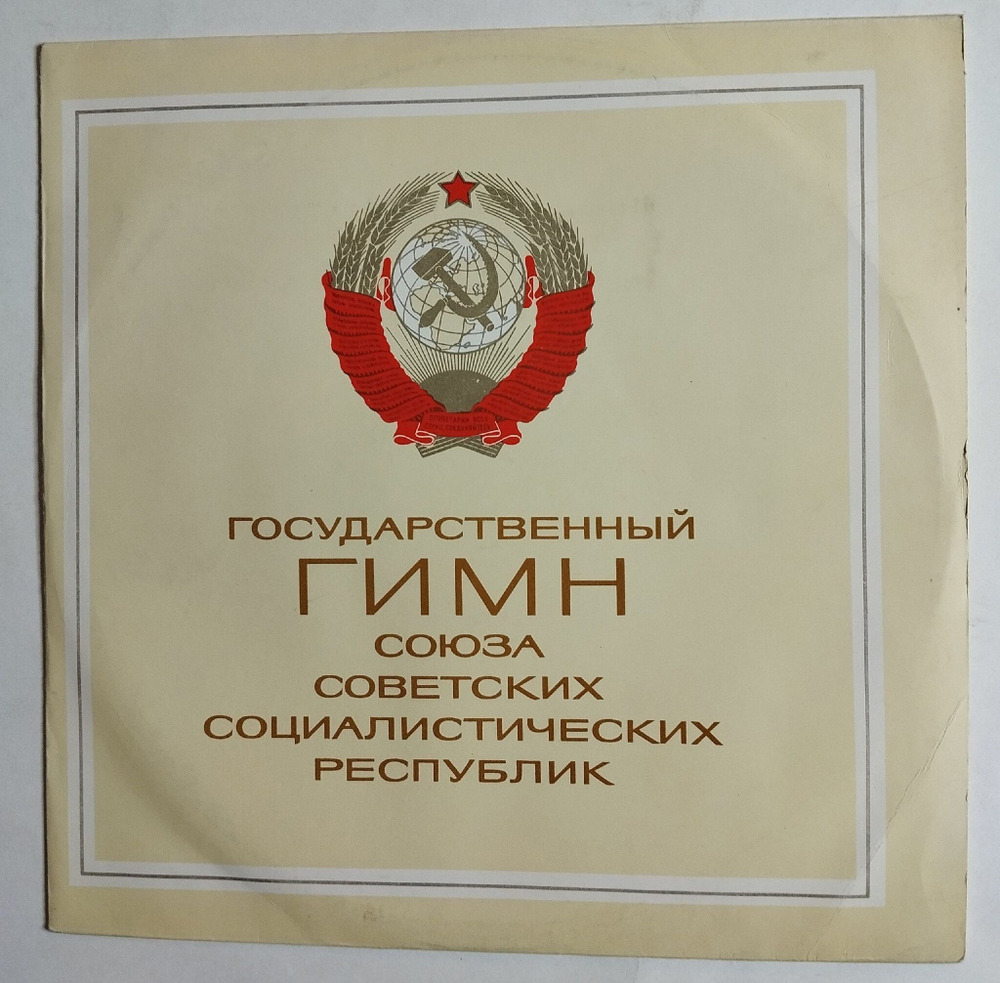 ГОСУДАРСТВЕННЫЙ
ГИМН
СОЮЗА
СОВЕТСКИХ
СОЦИАЛИСТИЧЕСКИХ
РЕСПУБЛИК